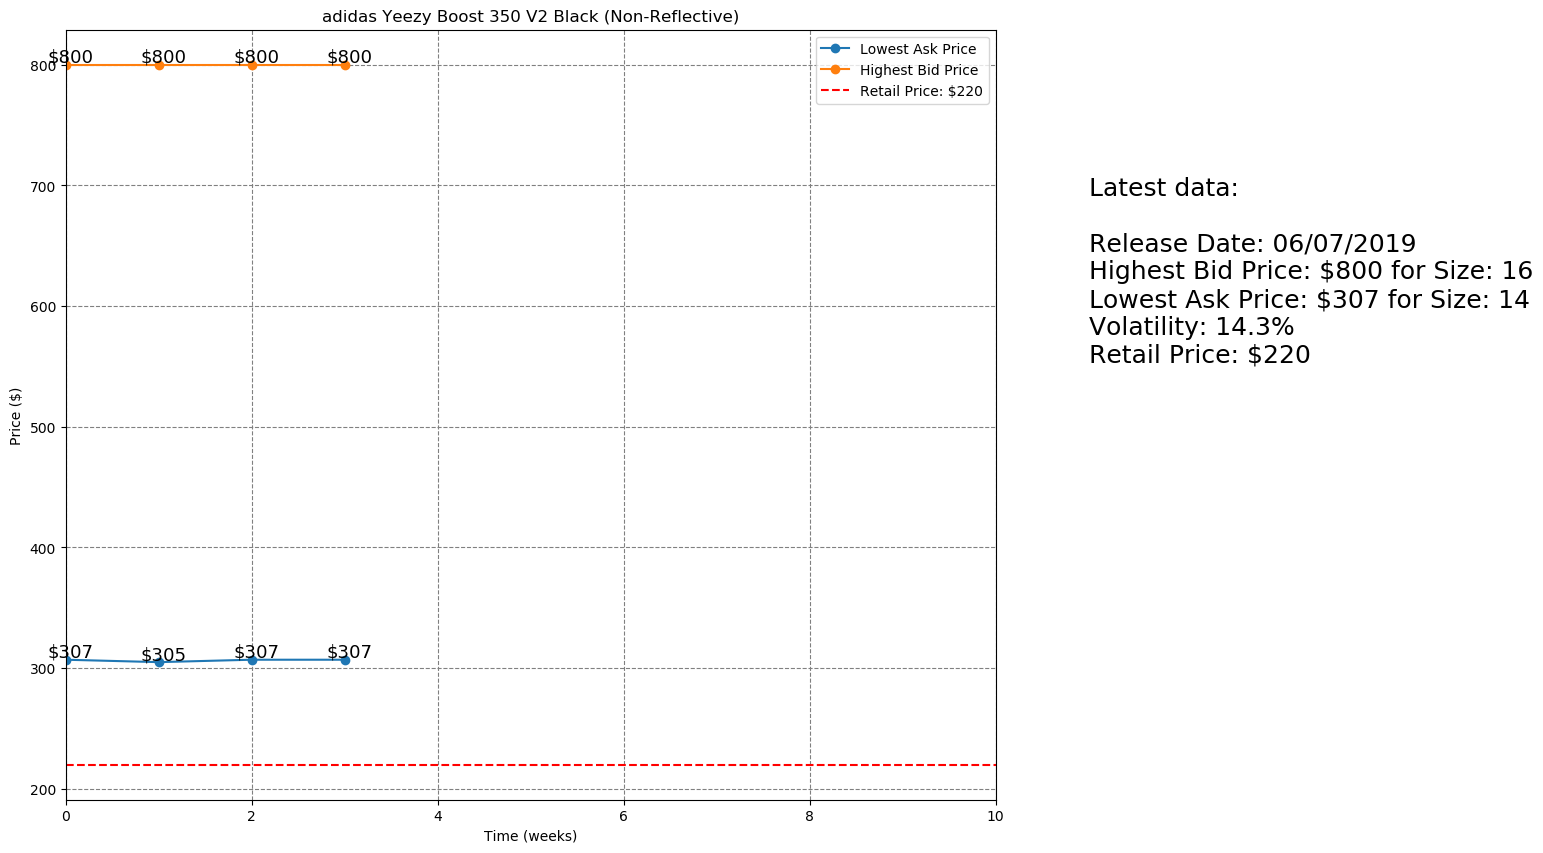 adidas Yeezy Boost 350 V2 Black (Non-Reflective)
Lowest Ask Price
Highest Bid Price
Retail Price: $220
$800 $800 $800 $800
800
700
600
500
400
300
200
$307 $305 $307 $307
Price ($)
0 2 4 6 8 10
Time (weeks)
Latest data:
Release Date: 06/07/2019
Highest Bid Price: $800 for Size: 16
Lowest Ask Price: $307 for Size: 14
Volatility: 14.3%
Retail Price: $220